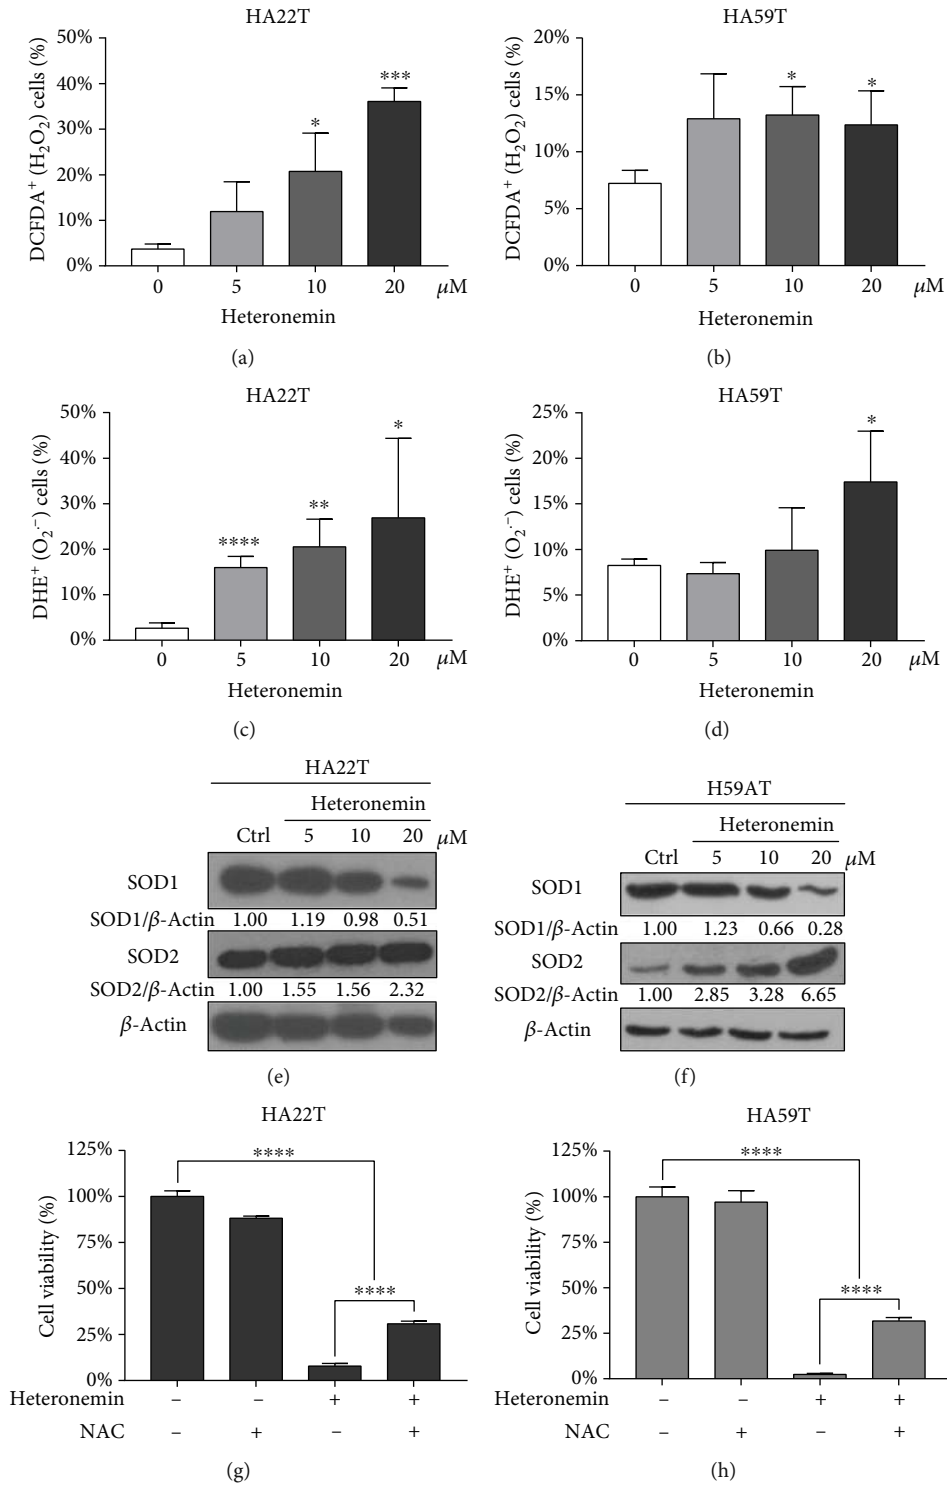 HA22T
DCFDA⁺ (H₂O₂) cells (%)
50%
40%
30%
20%
10%
0%
*
***
0 5 10 20 μM
Heteronemin
(a)
HA59T
DCFDA⁺ (H₂O₂) cells (%)
20%
15%
10%
5%
0%
*
*
0 5 10 20 μM
Heteronemin
(b)
HA22T
DHE⁺ (O₂·⁻) cells (%)
50%
40%
30%
20%
10%
0%
****
**
*
0 5 10 20 μM
Heteronemin
(c)
HA59T
DHE⁺ (O₂·⁻) cells (%)
25%
20%
15%
10%
5%
0%
*
0 5 10 20 μM
Heteronemin
(d)
HA22T
Heteronemin
Ctrl 5 10 20 μM
SOD1
SOD1/β-Actin 1.00 1.19 0.98 0.51
SOD2
SOD2/β-Actin 1.00 1.55 1.56 2.32
β-Actin
(e)
H59AT
Heteronemin
Ctrl 5 10 20 μM
SOD1
SOD1/β-Actin 1.00 1.23 0.66 0.28
SOD2
SOD2/β-Actin 1.00 2.85 3.28 6.65
β-Actin
(f)
HA22T
Cell viability (%)
125%
100%
75%
50%
25%
0%
****
****
Heteronemin − − + +
NAC − + − +
(g)
HA59T
Cell viability (%)
125%
100%
75%
50%
25%
0%
****
****
Heteronemin − − + +
NAC − + − +
(h)